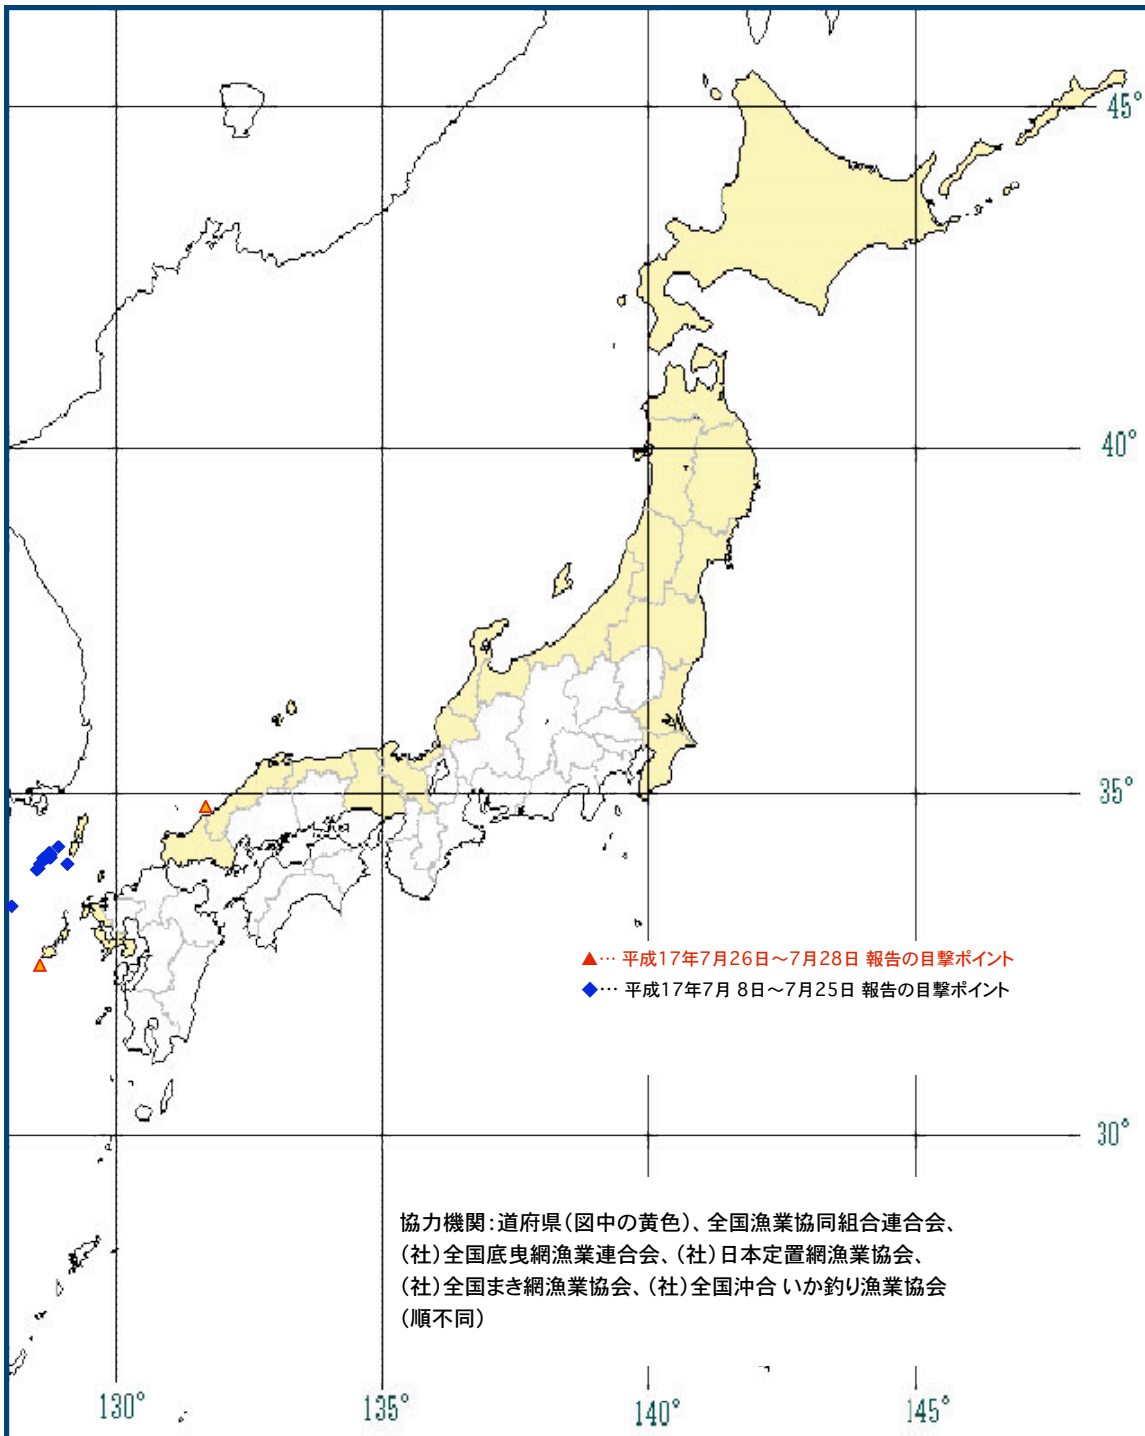 45°
40°
35°
▲… 平成17年7月26日～7月28日 報告の目撃ポイント
◆… 平成17年7月 8日～7月25日 報告の目撃ポイント
30°
協力機関：道府県（図中の黄色）、全国漁業協同組合連合会、
（社）全国底曳網漁業連合会、（社）日本定置網漁業協会、
（社）全国まき網漁業協会、（社）全国沖合 いか釣り漁業協会
（順不同）
130° 135° 140° 145°